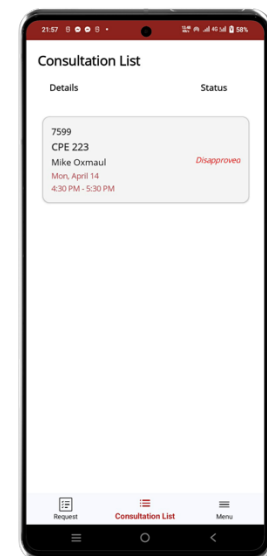 21:57
4G 58%
Consultation List
Details Status
7599
CPE 223
Mike Oxmaul
Disapproved
Mon, April 14
4:30 PM - 5:30 PM
Request Consultation List Menu